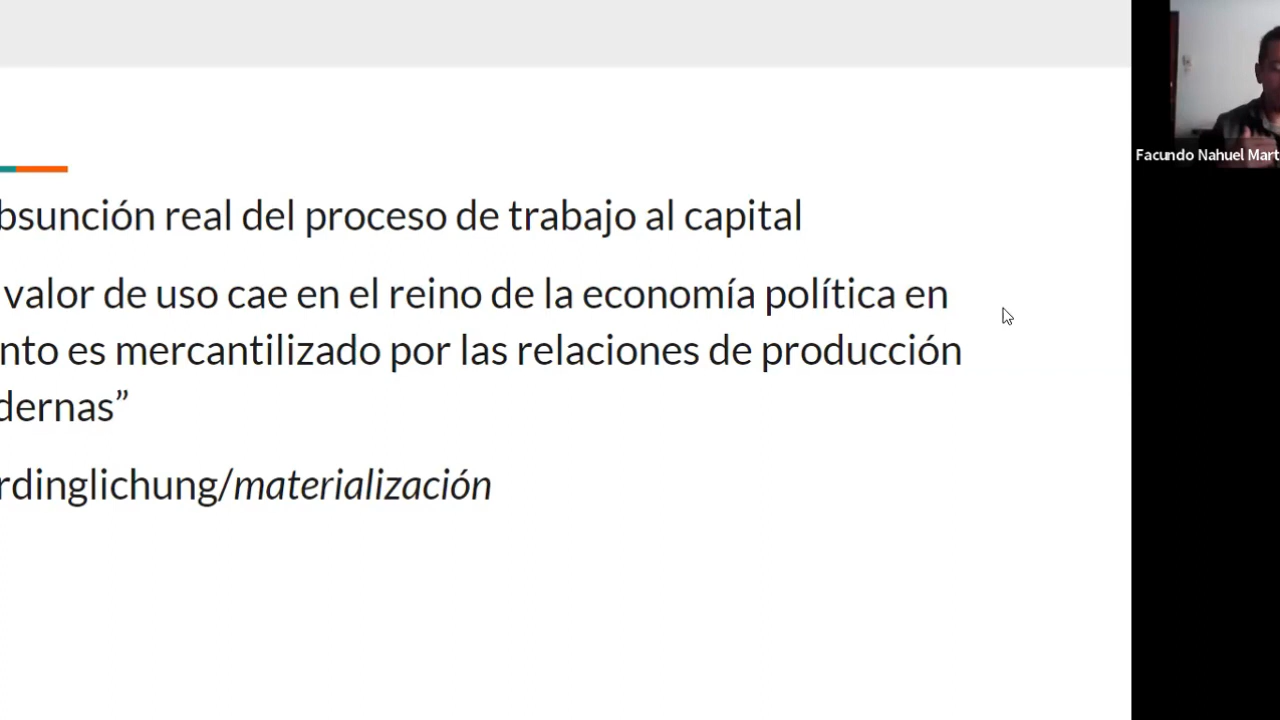 Facundo Nahuel Mart
bsunción real del proceso de trabajo al capital
valor de uso cae en el reino de la economía política en
nto es mercantilizado por las relaciones de producción
dernas”
rdinglichung/materialización